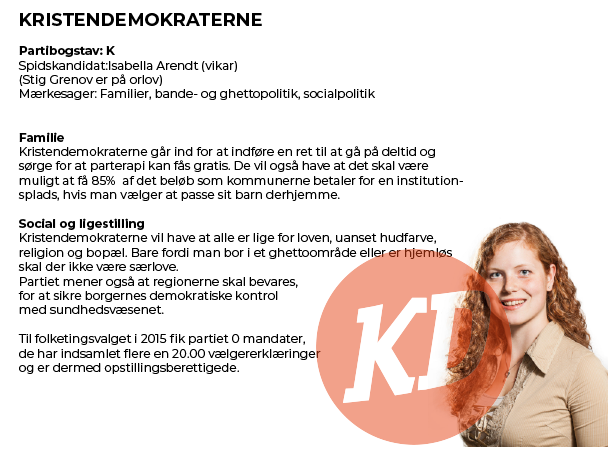 KRISTENDEMOKRATERNE
Partibogstav: K
Spidskandidat:Isabella Arendt (vikar)
(Stig Grenov er på orlov)
Mærkesager: Familier, bande- og ghettopolitik, socialpolitik
Familie
Kristendemokraterne går ind for at indføre en ret til at gå på deltid og
sørge for at parterapi kan fås gratis. De vil også have at det skal være
muligt at få 85% af det beløb som kommunerne betaler for en institution-
splads, hvis man vælger at passe sit barn derhjemme.
Social og ligestilling
Kristendemokraterne vil have at alle er lige for loven, uanset hudfarve,
religion og bopæl. Bare fordi man bor i et ghettoområde eller er hjemløs
skal der ikke være særlove.
Partiet mener også at regionerne skal bevares,
for at sikre borgernes demokratiske kontrol
med sundhedsvæsenet.
Til folketingsvalget i 2015 fik partiet 0 mandater,
de har indsamlet flere en 20.00 vælgererklæringer
og er dermed opstillingsberettigede.
KD